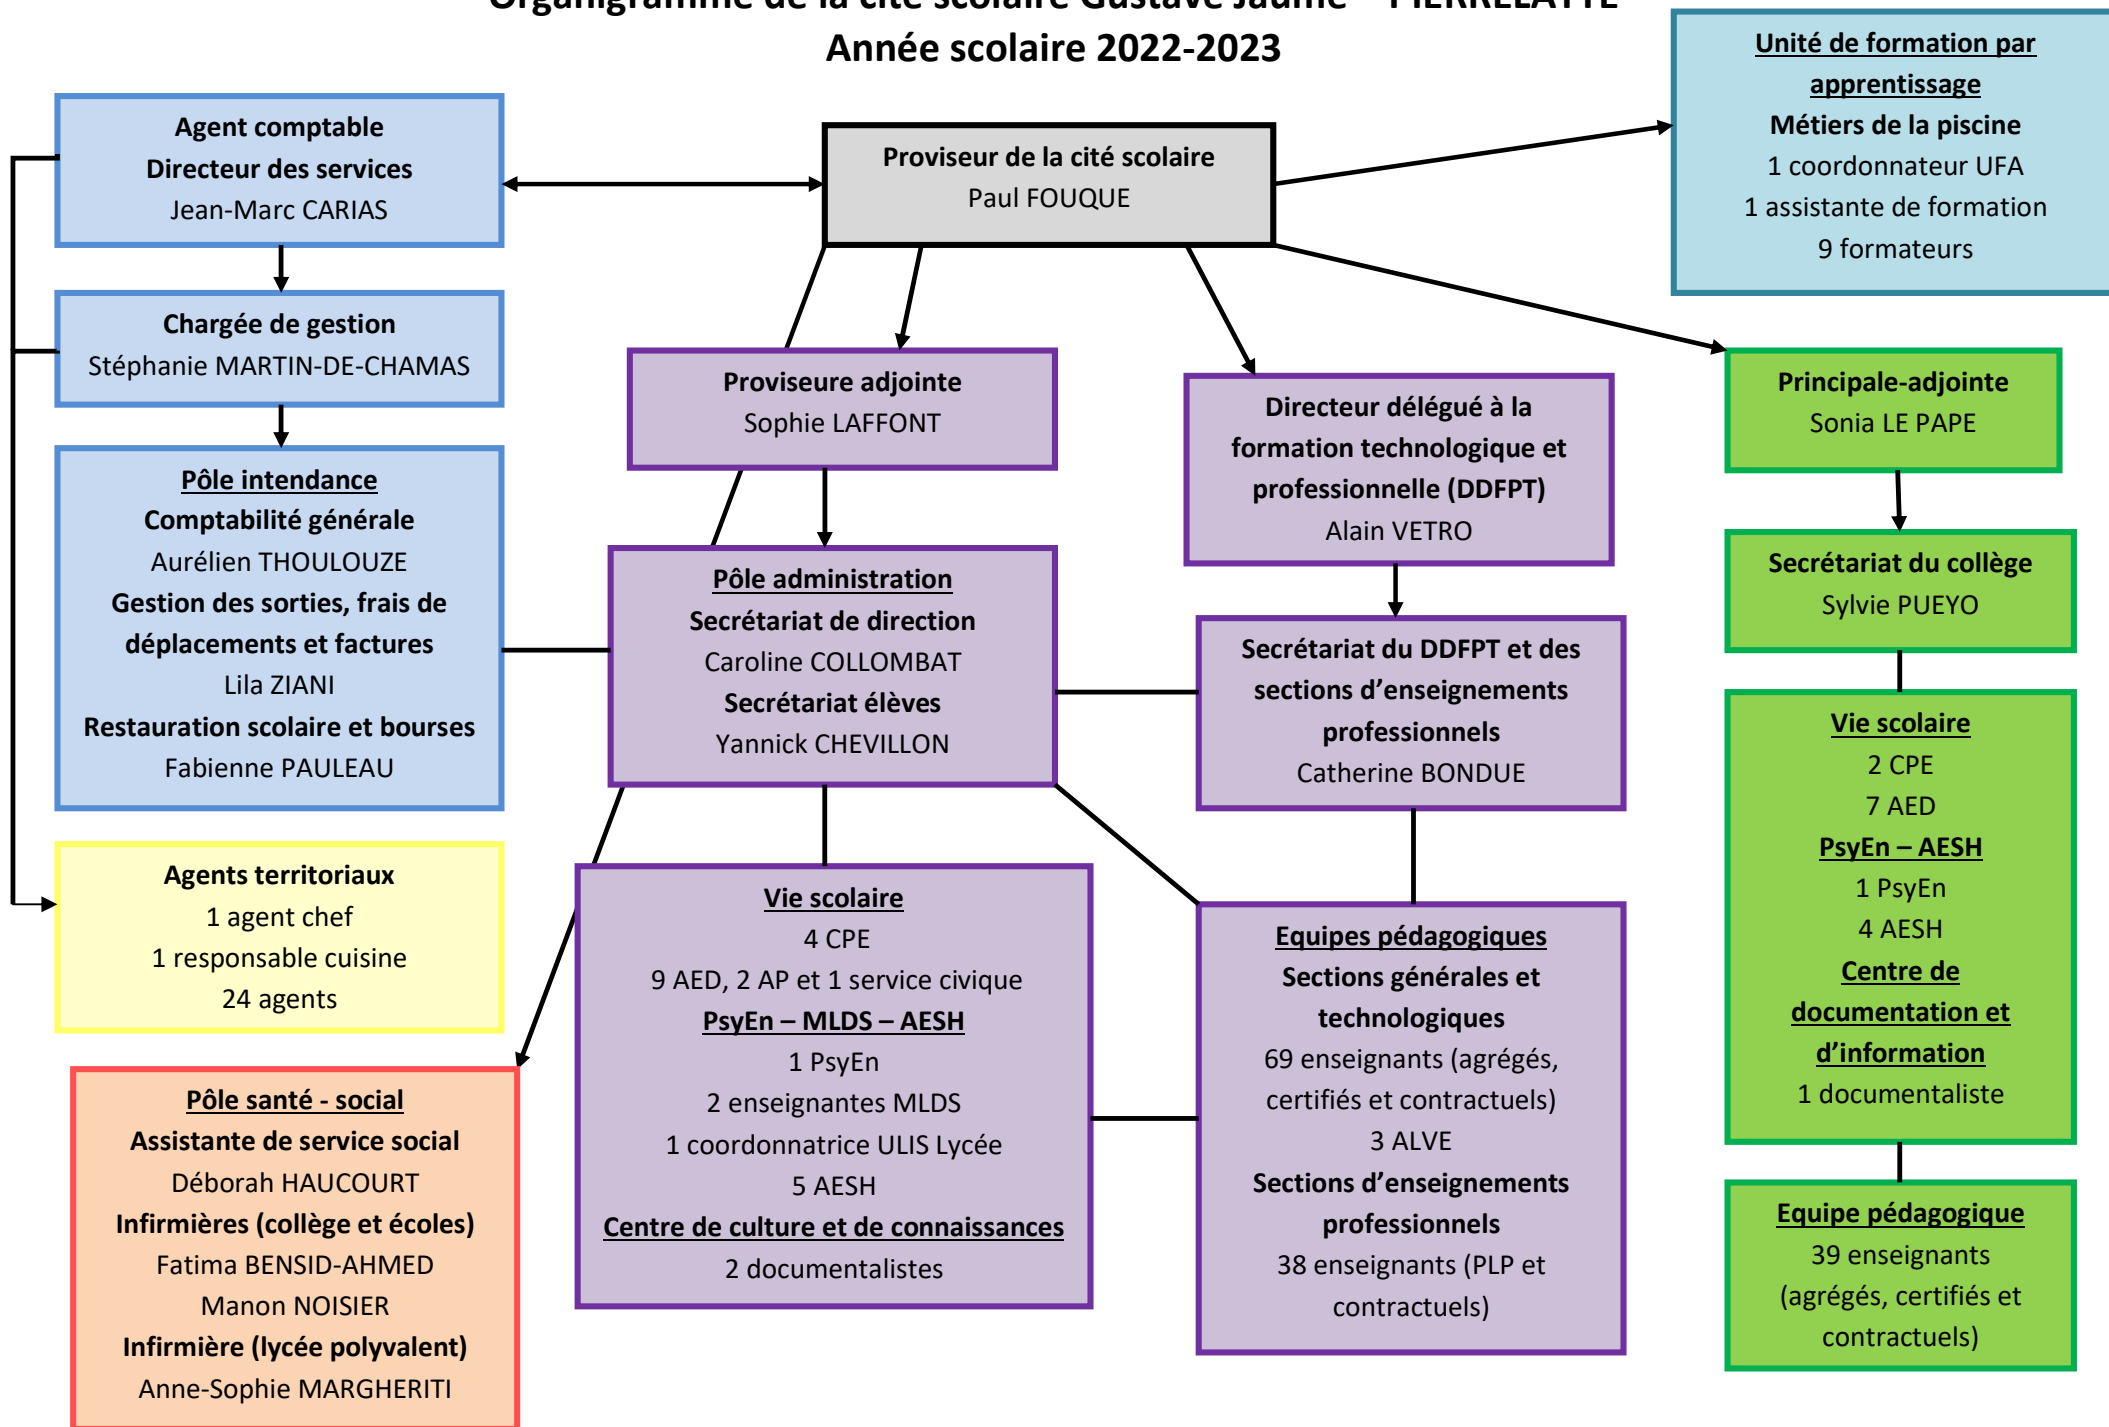 Organigramme de la cité scolaire Gustave Jaume – PIERRELATTE
Année scolaire 2022-2023
Agent comptable
Directeur des services
Jean-Marc CARIAS
Proviseur de la cité scolaire
Paul FOUQUE
Unité de formation par
apprentissage
Métiers de la piscine
1 coordonnateur UFA
1 assistante de formation
9 formateurs
Chargée de gestion
Stéphanie MARTIN-DE-CHAMAS
Proviseure adjointe
Sophie LAFFONT
Directeur délégué à la
formation technologique et
professionnelle (DDFPT)
Alain VETRO
Principale-adjointe
Sonia LE PAPE
Pôle intendance
Comptabilité générale
Aurélien THOULOUZE
Gestion des sorties, frais de
déplacements et factures
Lila ZIANI
Restauration scolaire et bourses
Fabienne PAULEAU
Pôle administration
Secrétariat de direction
Caroline COLLOMBAT
Secrétariat élèves
Yannick CHEVILLON
Secrétariat du DDFPT et des
sections d’enseignements
professionnels
Catherine BONDUE
Secrétariat du collège
Sylvie PUEYO
Vie scolaire
2 CPE
7 AED
PsyEn – AESH
1 PsyEn
4 AESH
Centre de
documentation et
d’information
1 documentaliste
Agents territoriaux
1 agent chef
1 responsable cuisine
24 agents
Vie scolaire
4 CPE
9 AED, 2 AP et 1 service civique
PsyEn – MLDS – AESH
1 PsyEn
2 enseignantes MLDS
1 coordonnatrice ULIS Lycée
5 AESH
Centre de culture et de connaissances
2 documentalistes
Equipes pédagogiques
Sections générales et
technologiques
69 enseignants (agrégés,
certifiés et contractuels)
3 ALVE
Sections d’enseignements
professionnels
38 enseignants (PLP et
contractuels)
Pôle santé - social
Assistante de service social
Déborah HAUCOURT
Infirmières (collège et écoles)
Fatima BENSID-AHMED
Manon NOISIER
Infirmière (lycée polyvalent)
Anne-Sophie MARGHERITI
Equipe pédagogique
39 enseignants
(agrégés, certifiés et
contractuels)